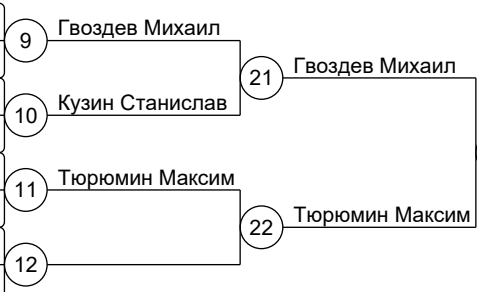 9 Гвоздев Михаил
21 Гвоздев Михаил
10 Кузин Станислав
11 Тюрюмин Максим
22 Тюрюмин Максим
12